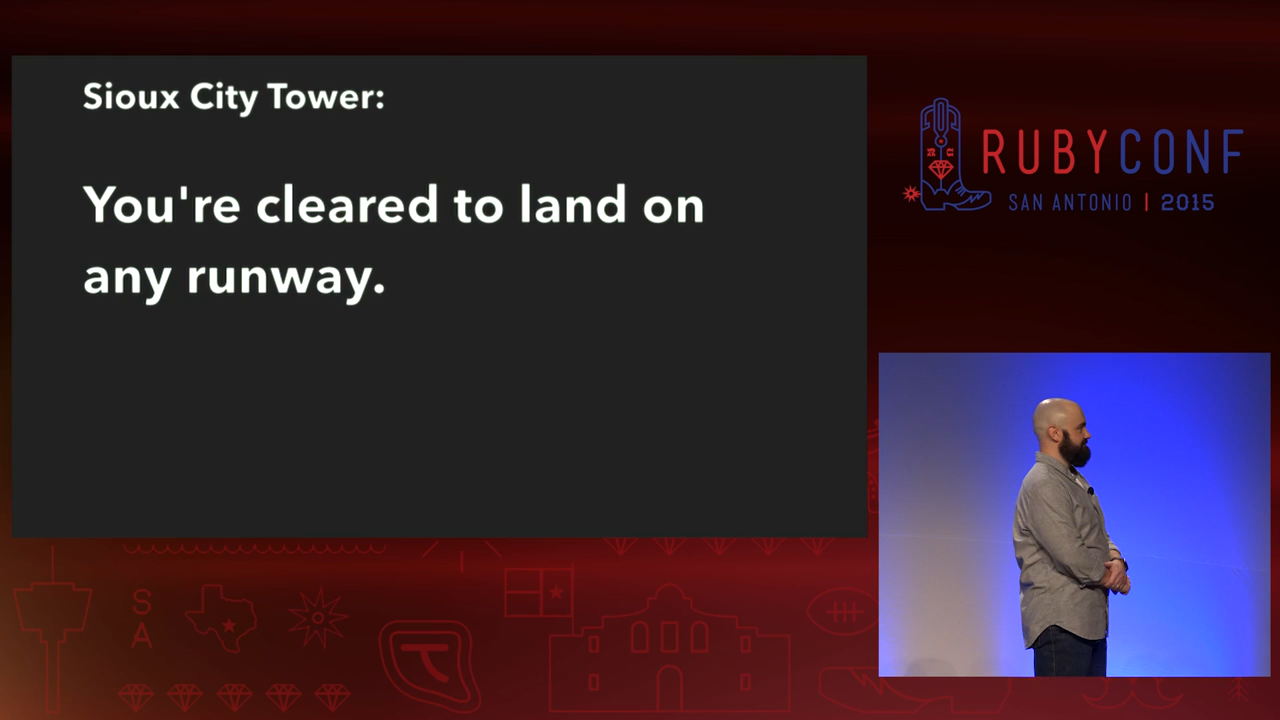 Sioux City Tower:
You're cleared to land on
any runway.
RUBYCONF
SAN ANTONIO | 2015
S
A